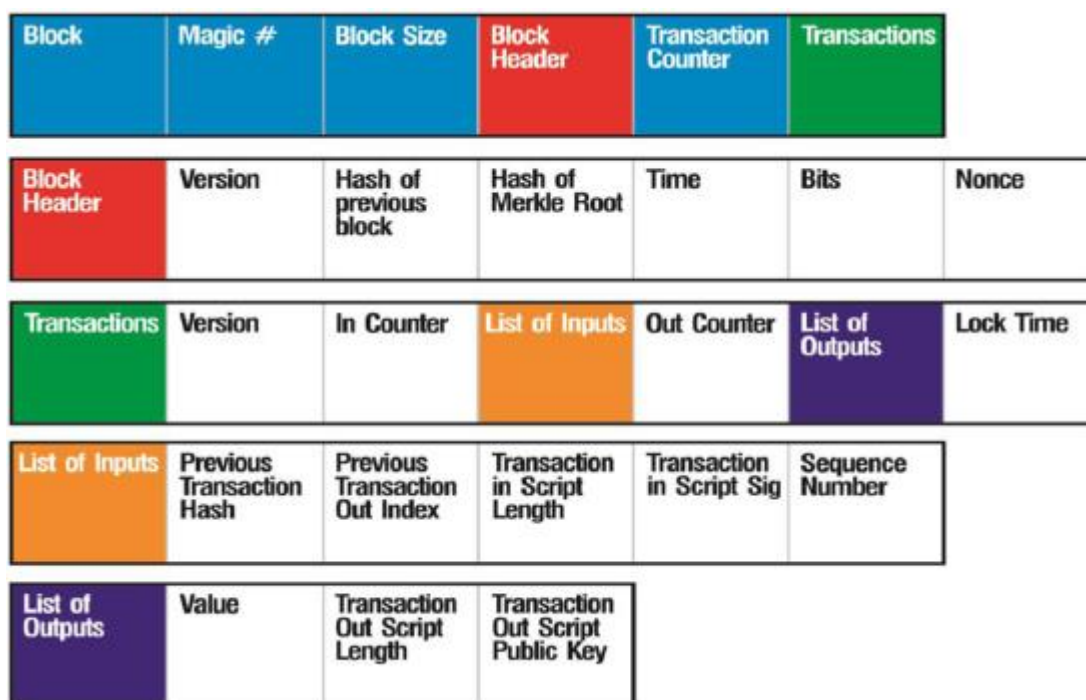 Block
Magic #
Block Size
Block
Header
Transaction
Counter
Transactions
Block
Header
Version
Hash of
previous
block
Hash of
Merkle Root
Time
Bits
Nonce
Transactions
Version
In Counter
List of Inputs
Out Counter
List of
Outputs
Lock Time
List of Inputs
Previous
Transaction
Hash
Previous
Transaction
Out Index
Transaction
in Script
Length
Transaction
in Script Sig
Sequence
Number
List of
Outputs
Value
Transaction
Out Script
Length
Transaction
Out Script
Public Key